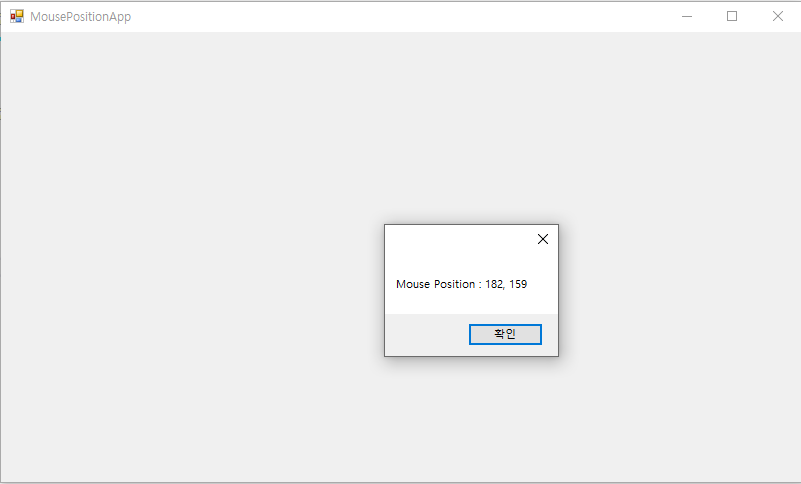 MousePositionApp
Mouse Position : 182, 159
확인